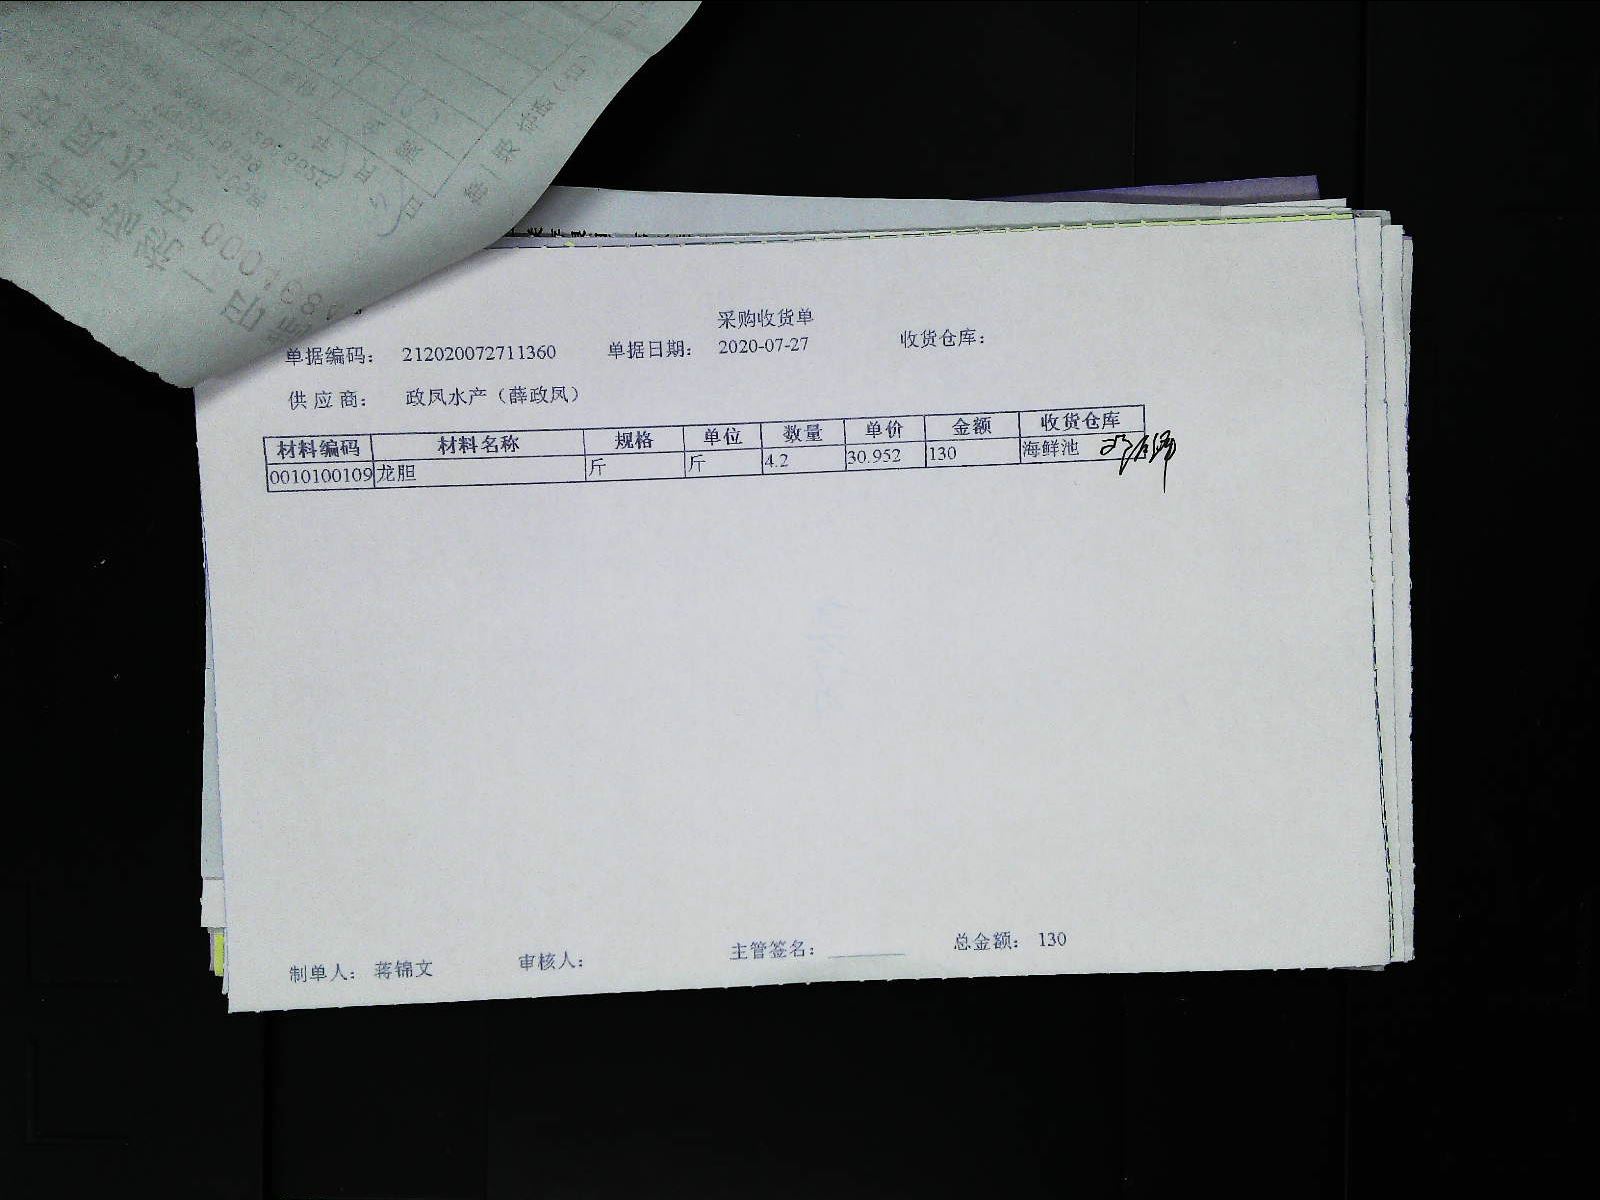 采购收货单
单据编码： 212020072711360 单据日期： 2020-07-27 收货仓库：
供应商： 政凤水产（薛政凤）
材料编码 材料名称 规格 单位 数量 单价 金额 收货仓库
0010100109 龙胆 斤 斤 4.2 30.952 130 海鲜池
制单人： 蒋锦文 审核人： 主管签名： 总金额： 130